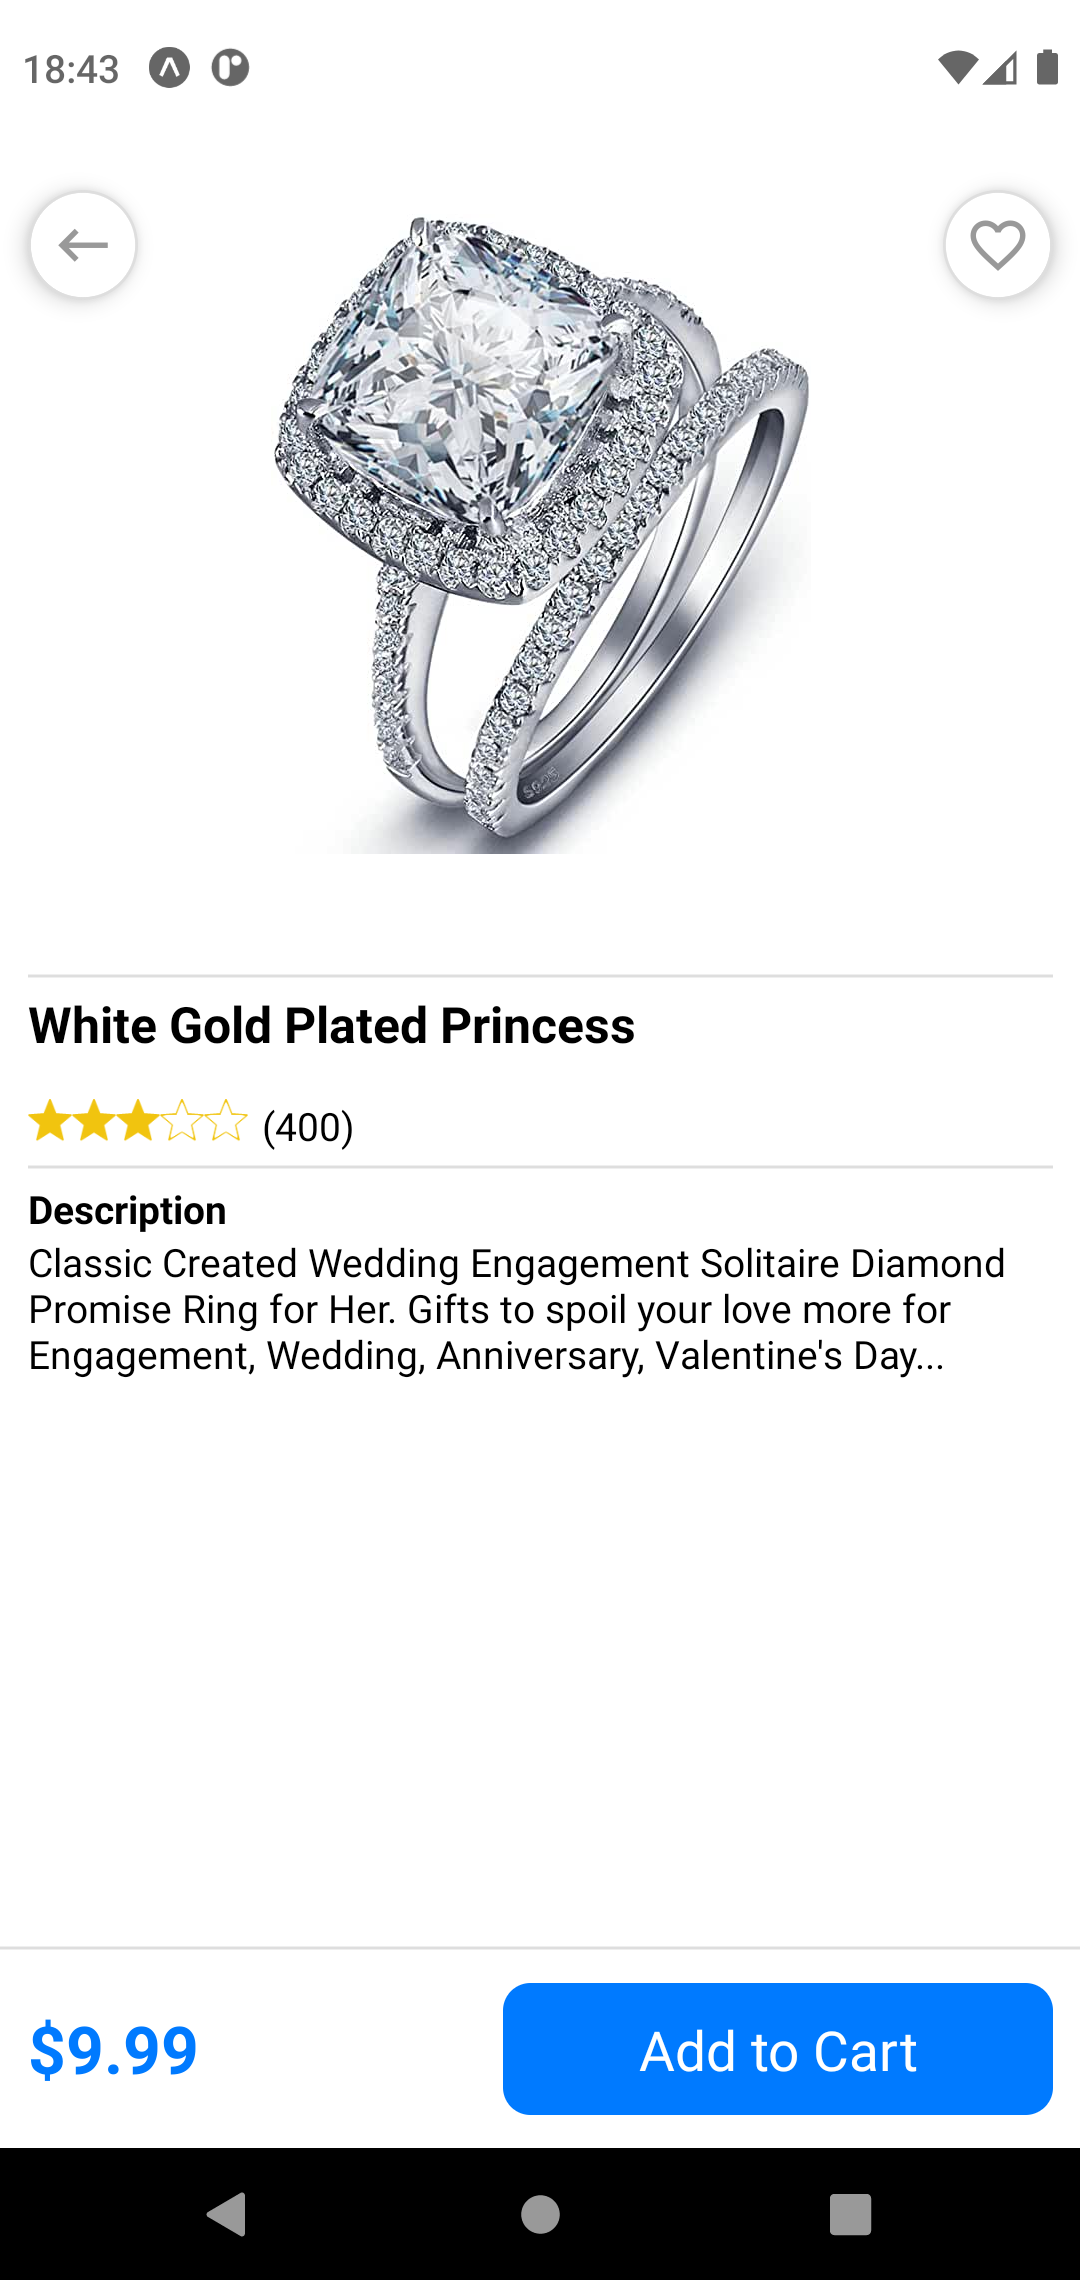 18:43
S925
White Gold Plated Princess
(400)
Description
Classic Created Wedding Engagement Solitaire Diamond
Promise Ring for Her. Gifts to spoil your love more for
Engagement, Wedding, Anniversary, Valentine's Day...
$9.99
Add to Cart